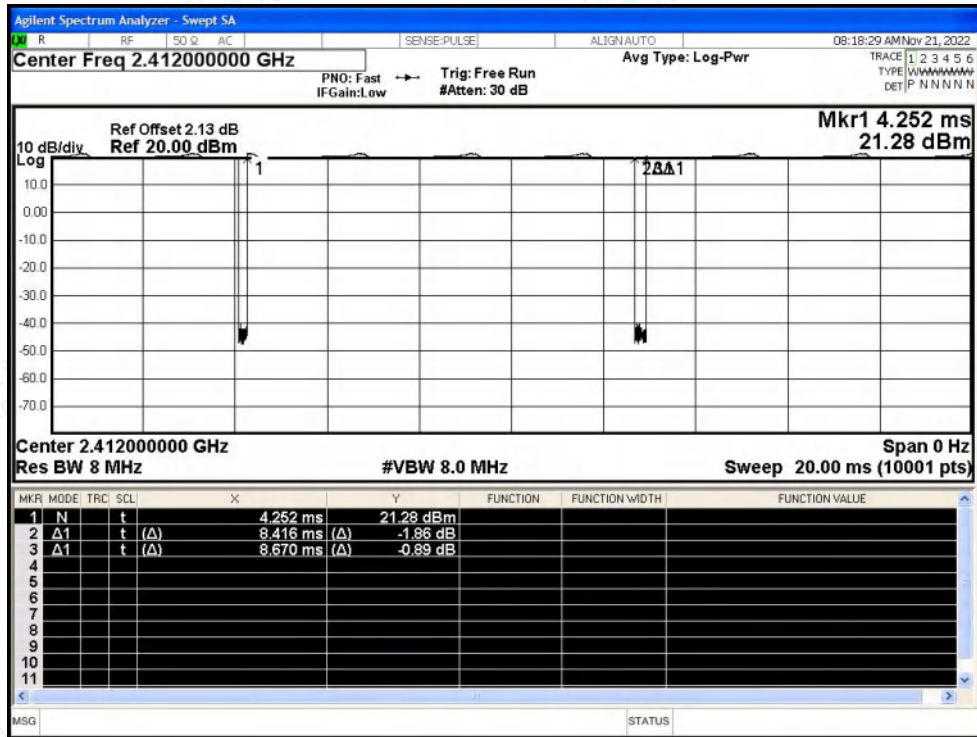 Agilent Spectrum Analyzer - Swept SA
LXI R RF 50 Ω AC SENSE:PULSE ALIGN AUTO 08:18:29 AM Nov 21, 2022
Center Freq 2.412000000 GHz
PNO: Fast
IFGain:Low
Trig: Free Run
#Atten: 30 dB
Avg Type: Log-Pwr
TRACE 1 2 3 4 5 6
TYPE
DET P N N N N N
Mkr1 4.252 ms
21.28 dBm
Ref Offset 2.13 dB
10 dB/div Ref 20.00 dBm
Log
1
10.0
0.00
-10.0
-20.0
-30.0
-40.0
-50.0
-60.0
-70.0
Center 2.412000000 GHz Span 0 Hz
Res BW 8 MHz #VBW 8.0 MHz Sweep 20.00 ms (10001 pts)
MKR MODE TRC SCL X Y FUNCTION FUNCTION WIDTH FUNCTION VALUE
1 N t 4.252 ms 21.28 dBm
2 Δ1 t (Δ) 8.416 ms (Δ) -1.86 dB
3 Δ1 t (Δ) 8.670 ms (Δ) -0.89 dB
4
5
6
7
8
9
10
11
MSG STATUS